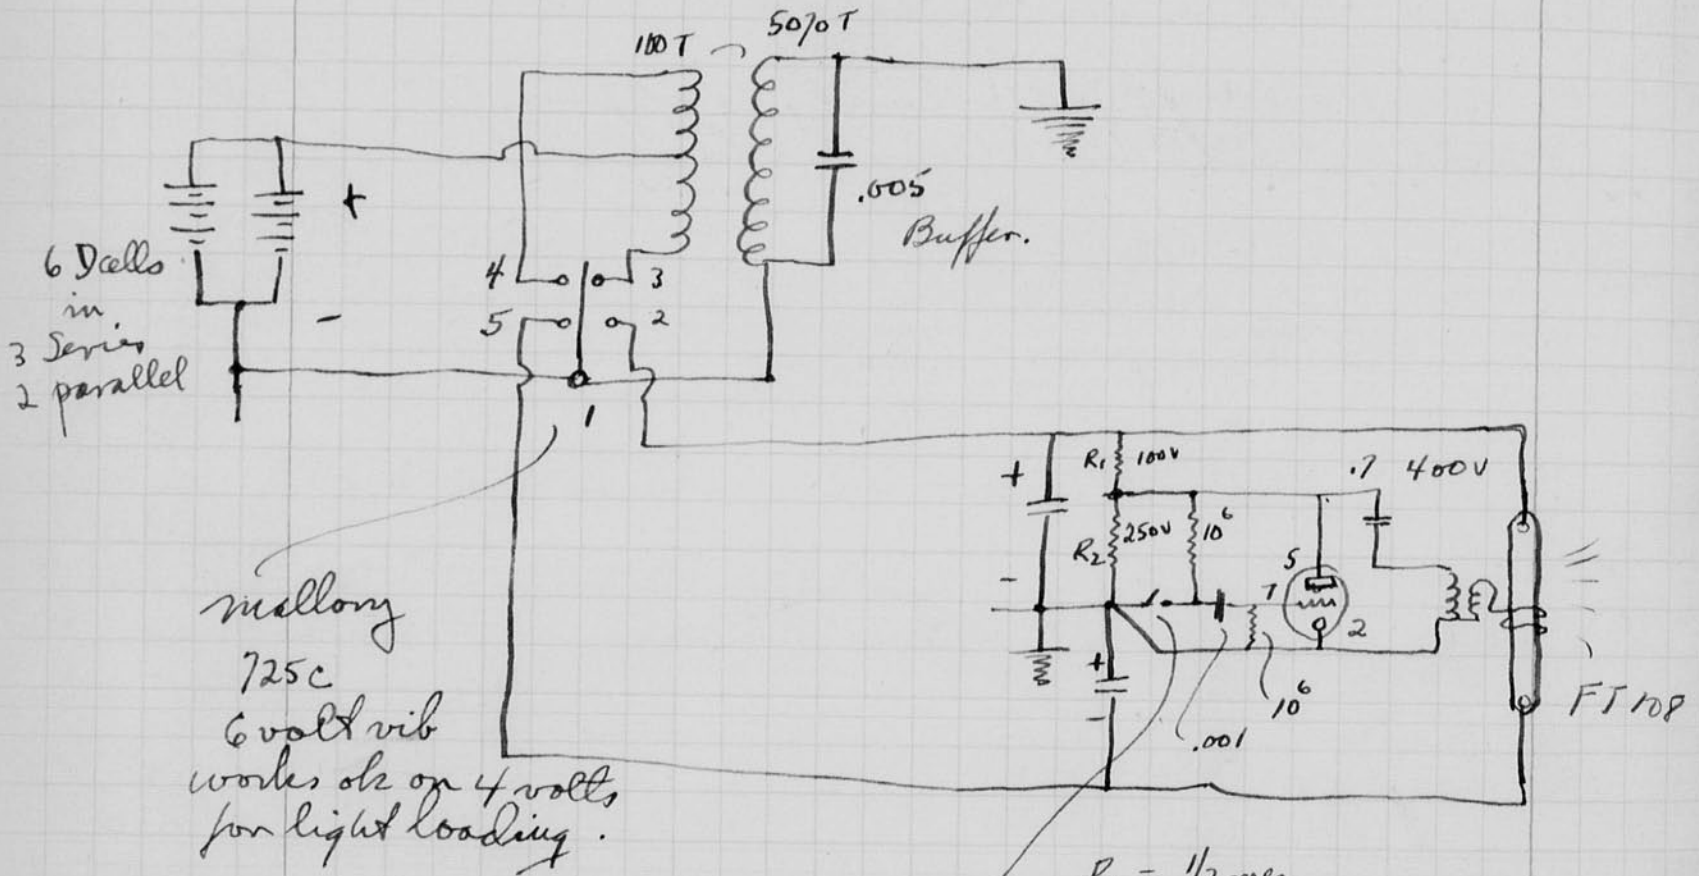 100T
5070T
+
.005
Buffer.
6 Dcells
in
3 Series
2 parallel
-
4
3
5
2
1
mallory
725c
6 volt vib
works ok on 4 volts
for light loading.
+
R1 100V
.7 400V
R2 250V
10^6
-
5
7
2
+
-
10^6
.001
FT 108